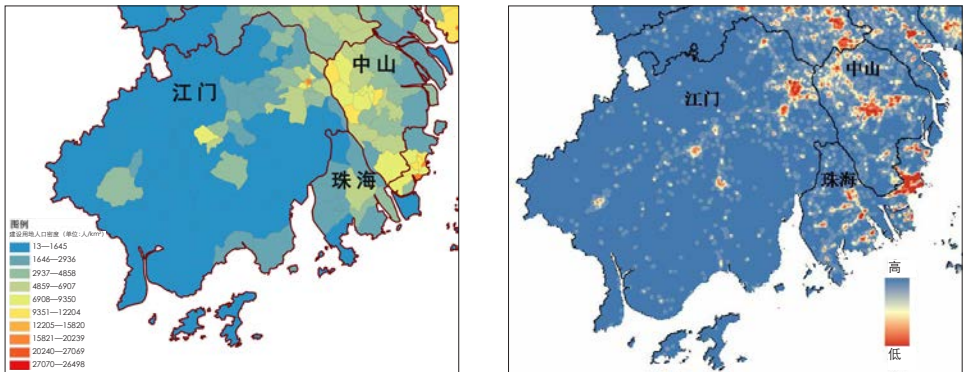 中山
江门
珠海
图例
建设用地人口密度（单位：人/km²）
13—1645
1646—2936
2937—4858
4859—6907
6908—9350
9351—12204
12205—15820
15821—20239
20240—27069
27070—26498
中山
江门
珠海
高
低